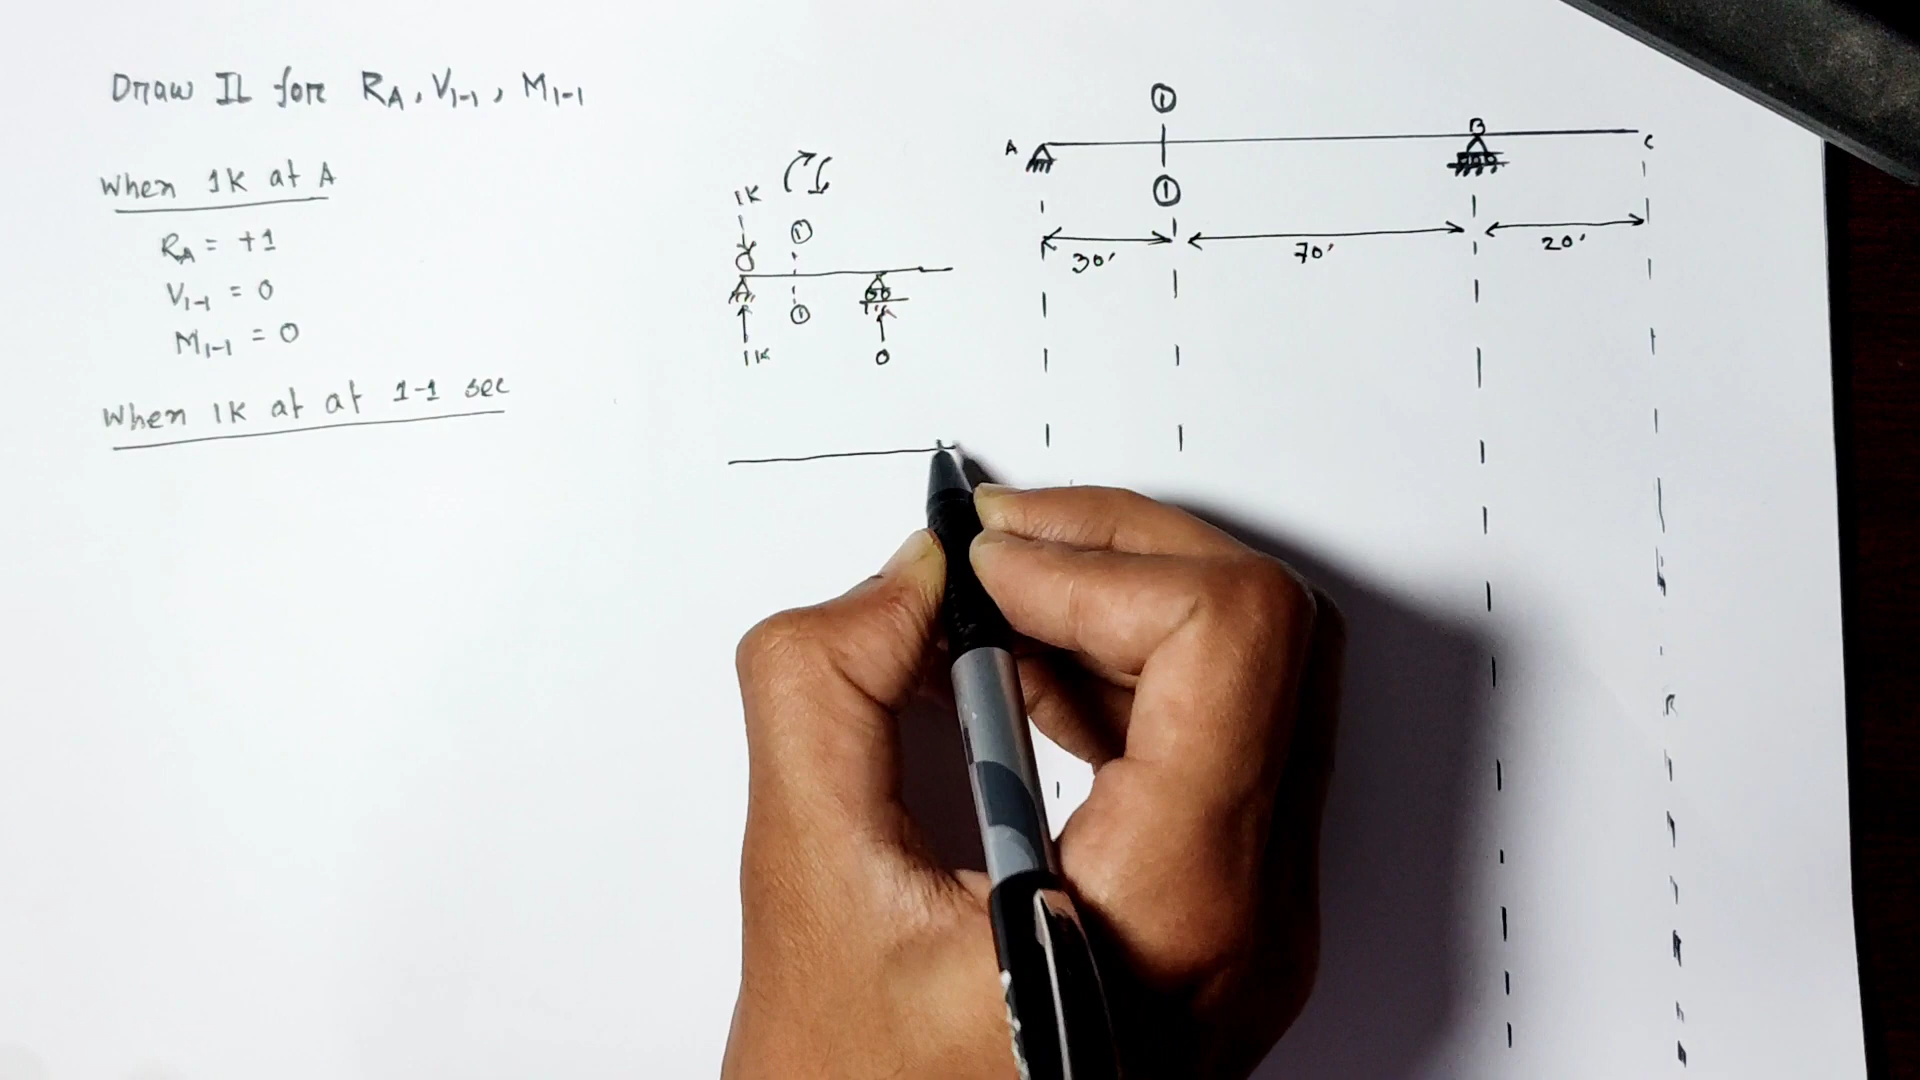 Draw IL for RA, V1-1, M1-1
When 1K at A
RA = +1
V1-1 = 0
M1-1 = 0
When 1K at at 1-1 sec
1K
1
1
1K
0
1
A
B
C
1
30'
70'
20'